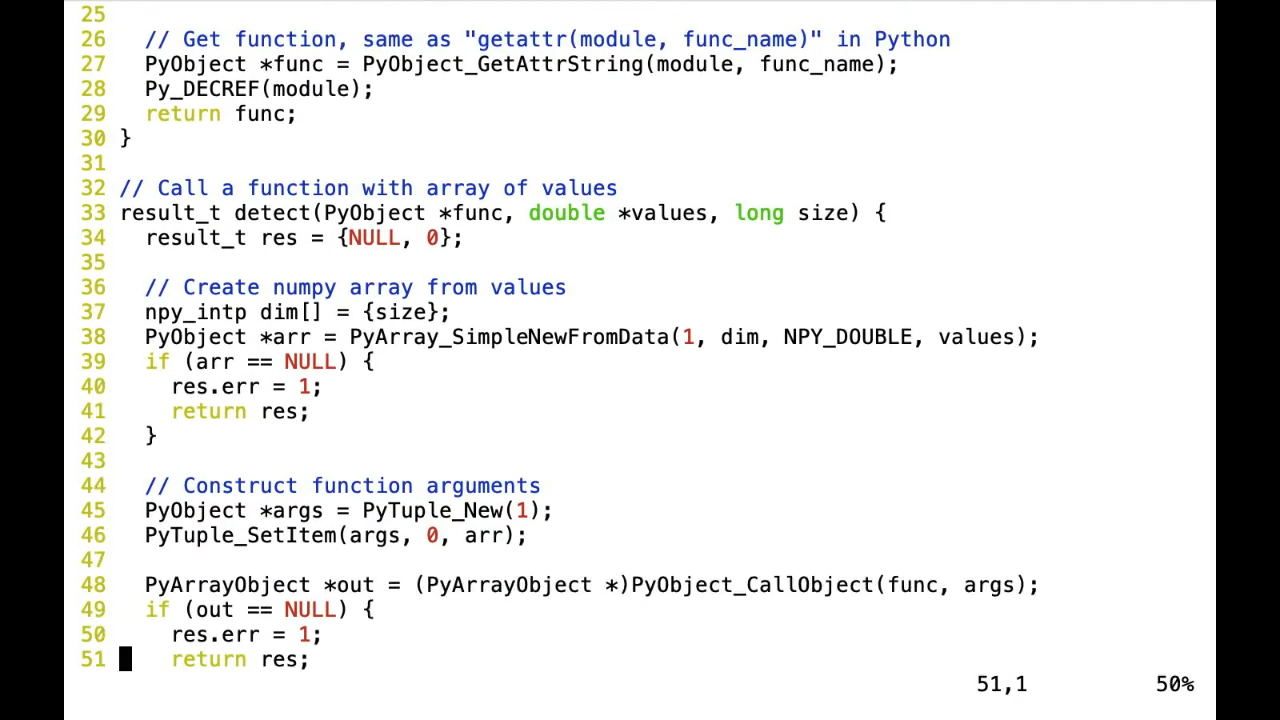 25
26 // Get function, same as "getattr(module, func_name)" in Python
27 PyObject *func = PyObject_GetAttrString(module, func_name);
28 Py_DECREF(module);
29 return func;
30 }
31
32 // Call a function with array of values
33 result_t detect(PyObject *func, double *values, long size) {
34 result_t res = {NULL, 0};
35
36 // Create numpy array from values
37 npy_intp dim[] = {size};
38 PyObject *arr = PyArray_SimpleNewFromData(1, dim, NPY_DOUBLE, values);
39 if (arr == NULL) {
40 res.err = 1;
41 return res;
42 }
43
44 // Construct function arguments
45 PyObject *args = PyTuple_New(1);
46 PyTuple_SetItem(args, 0, arr);
47
48 PyArrayObject *out = (PyArrayObject *)PyObject_CallObject(func, args);
49 if (out == NULL) {
50 res.err = 1;
51 return res;
51,1 50%